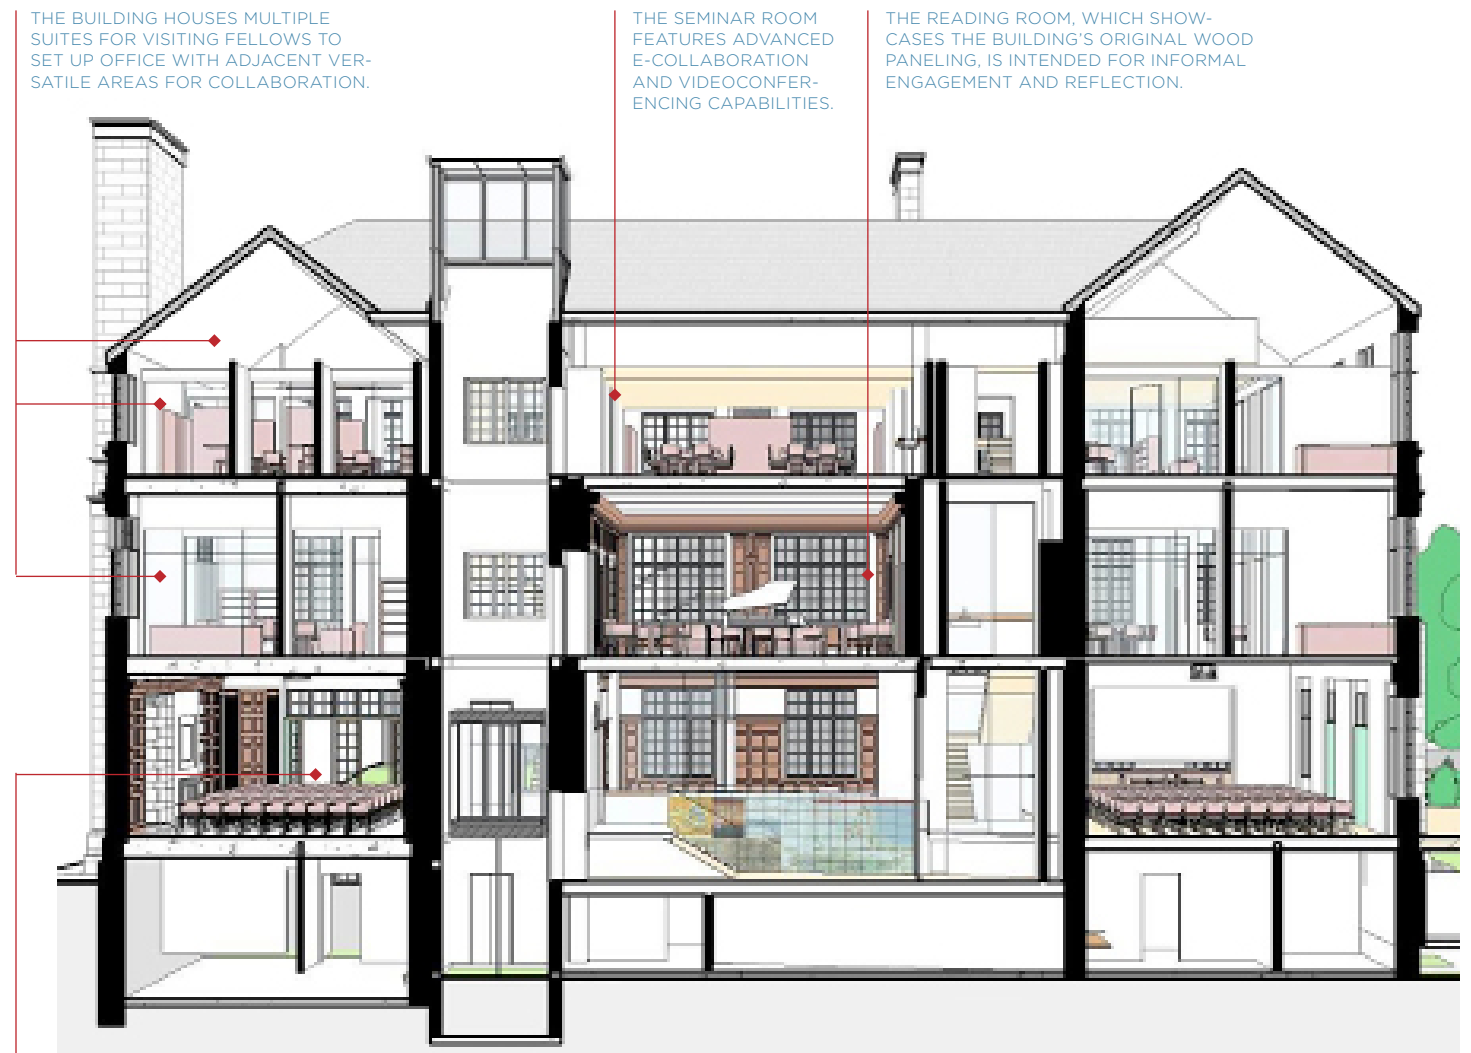 THE BUILDING HOUSES MULTIPLE
SUITES FOR VISITING FELLOWS TO
SET UP OFFICE WITH ADJACENT VER-
SATILE AREAS FOR COLLABORATION.
THE SEMINAR ROOM
FEATURES ADVANCED
E-COLLABORATION
AND VIDEOCONFER-
ENCING CAPABILITIES.
THE READING ROOM, WHICH SHOW-
CASES THE BUILDING’S ORIGINAL WOOD
PANELING, IS INTENDED FOR INFORMAL
ENGAGEMENT AND REFLECTION.